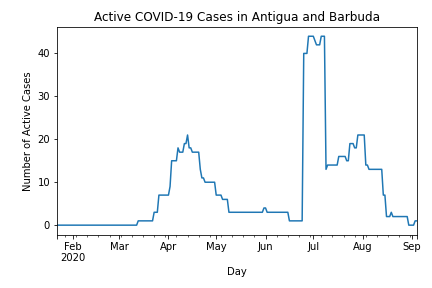 Active COVID-19 Cases in Antigua and Barbuda
Number of Active Cases
40
30
20
10
0
Feb Mar Apr May Jun Jul Aug Sep
2020
Day